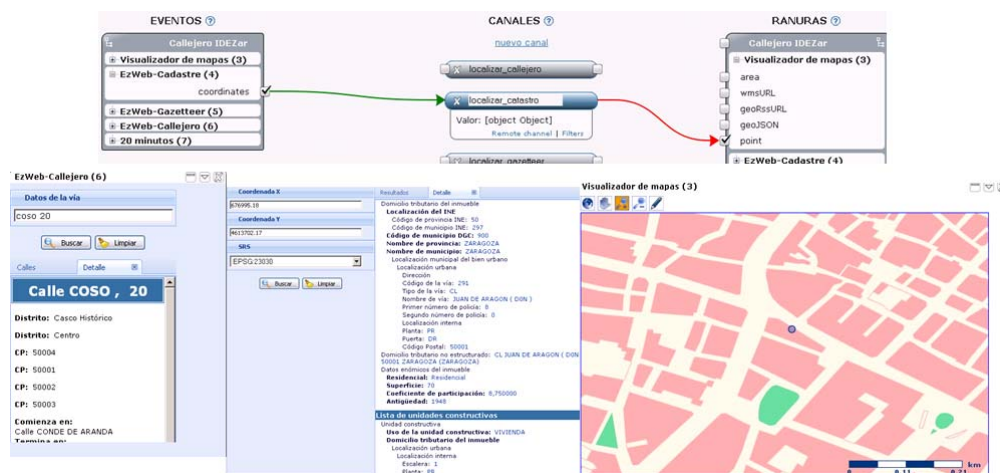 EVENTOS ?
CANALES ?
RANURAS ?
Callejero IDEZar
Visualizador de mapas (3)
EzWeb-Cadastre (4)
coordinates
EzWeb-Gazetteer (5)
EzWeb-Callejero (6)
20 minutos (7)
nuevo canal
localizar_callejero
localizar_catastro
Valor: [object Object]
Remote channel | Filters
localizar_gazetteer
Callejero IDEZar
Visualizador de mapas (3)
area
wmsURL
geoRssURL
geoJSON
point
EzWeb-Cadastre (4)
EzWeb-Callejero (6)
Datos de la vía
coso 20
Buscar
Limpiar
Calles
Detalle
Calle COSO , 20
Distrito: Casco Histórico
Distrito: Centro
CP: 50004
CP: 50001
CP: 50002
CP: 50003
Comienza en:
Calle CONDE DE ARANDA
Termina en:
Coordenada X
676995.18
Coordenada Y
4613702.17
SRS
EPSG:23030
Buscar
Limpiar
Resultados
Detalle
Domicilio tributario del inmueble
Localización del INE
Código de provincia INE: 50
Código de municipio INE: 297
Código de municipio DGC: 900
Nombre de provincia: ZARAGOZA
Nombre de municipio: ZARAGOZA
Localización municipal del bien urbano
Localización urbana
Dirección
Código de la vía: 291
Tipo de la vía: CL
Nombre de vía: JUAN DE ARAGON ( DON )
Primer número de policía: 8
Segundo número de policía: 0
Localización interna
Planta: PR
Puerta: DR
Código Postal: 50001
Domicilio tributario no estructurado: CL JUAN DE ARAGON ( DON
50001 ZARAGOZA (ZARAGOZA)
Datos enómicos del inmueble
Residencial: Residencial
Superficie: 70
Coeficiente de participación: 8,750000
Antigüedad: 1948
Lista de unidades constructivas
Unidad constructiva
Uso de la unidad constructiva: VIVIENDA
Domicilio tributario del inmueble
Localización urbana
Localización interna
Escalera: 1
Planta: PR
Visualizador de mapas (3)
km
0 0.11 0.21